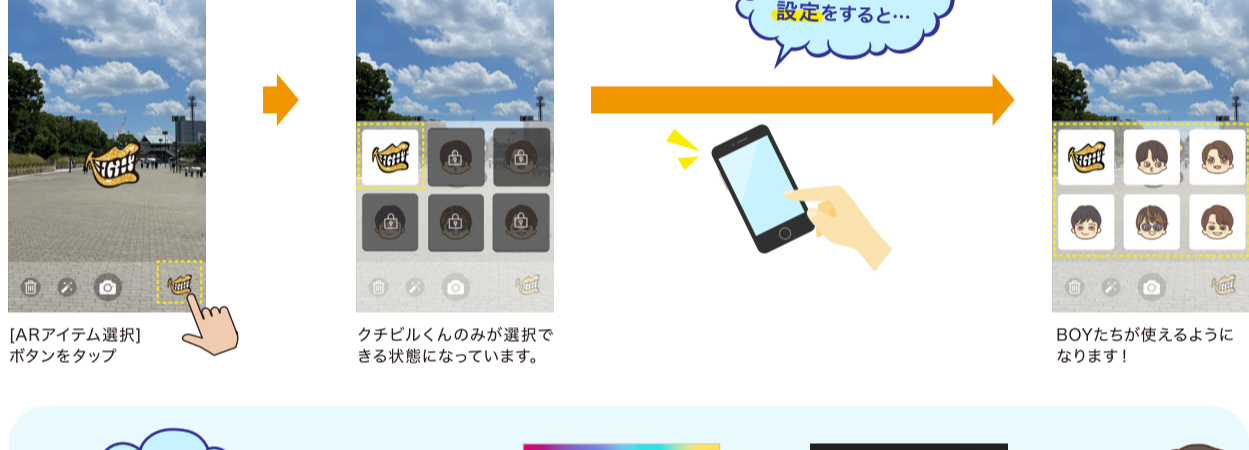 設定をすると…
[ARアイテム選択]
ボタンをタップ
クチビルくんのみが選択で
きる状態になっています。
BOYたちが使えるように
なります！